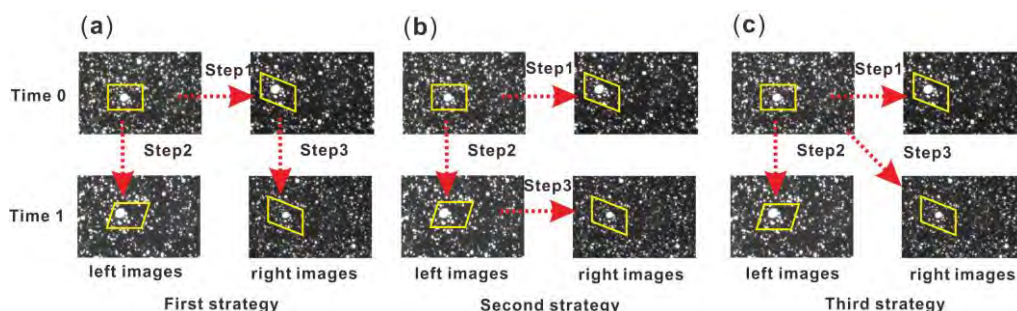 (a) (b) (c)
Step1 Step1 Step1
Time 0
Step2 Step3 Step2 Step2 Step3
Step3
Time 1
left images right images left images right images left images right images
First strategy Second strategy Third strategy